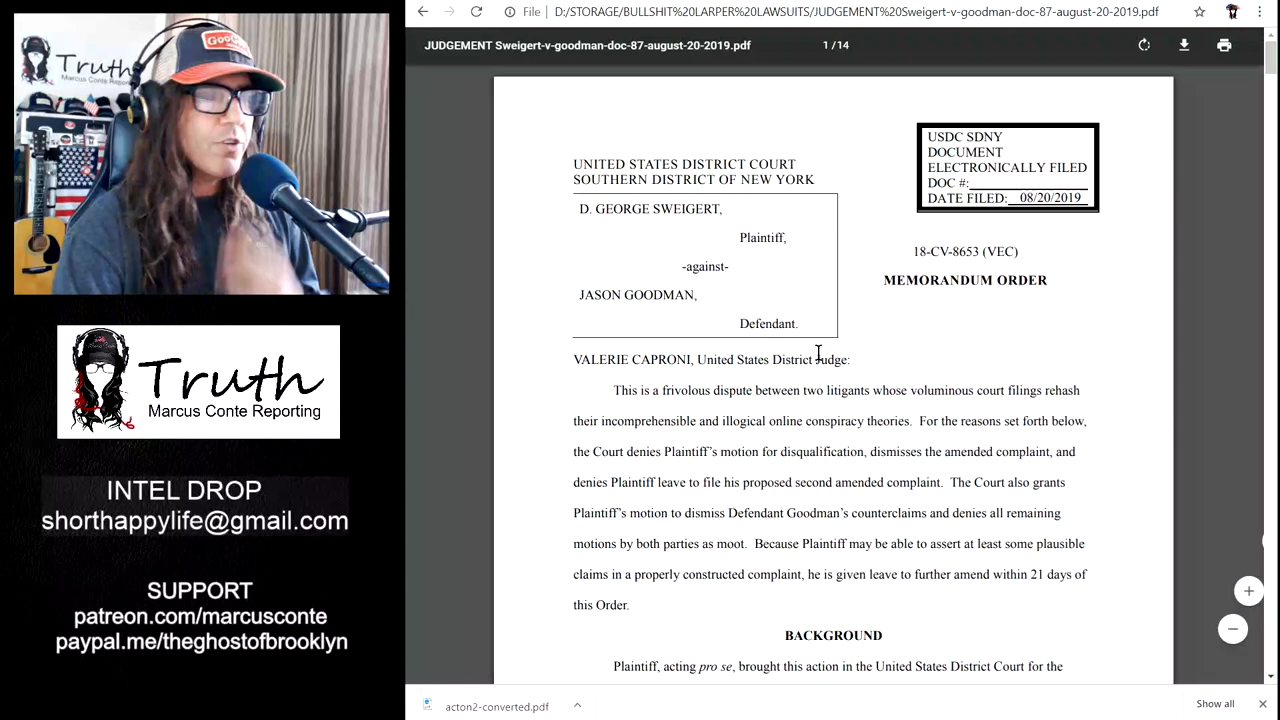 File
D:/STORAGE/BULLSHIT%20LARPER%20LAWSUITS/JUDGEMENT%20Sweigert-v-goodman-doc-87-august-20-2019.pdf
JUDGEMENT Sweigert-v-goodman-doc-87-august-20-2019.pdf
1 / 14
Truth
Marcus Conte Reporting
Truth
Marcus Conte Reporting
INTEL DROP
shorthappylife@gmail.com
SUPPORT
patreon.com/marcusconte
paypal.me/theghostofbrooklyn
UNITED STATES DISTRICT COURT
SOUTHERN DISTRICT OF NEW YORK
D. GEORGE SWEIGERT,
Plaintiff,
-against-
JASON GOODMAN,
Defendant.
USDC SDNY
DOCUMENT
ELECTRONICALLY FILED
DOC #:
DATE FILED: 08/20/2019
18-CV-8653 (VEC)
MEMORANDUM ORDER
VALERIE CAPRONI, United States District Judge:
This is a frivolous dispute between two litigants whose voluminous court filings rehash
their incomprehensible and illogical online conspiracy theories. For the reasons set forth below,
the Court denies Plaintiff's motion for disqualification, dismisses the amended complaint, and
denies Plaintiff leave to file his proposed second amended complaint. The Court also grants
Plaintiff's motion to dismiss Defendant Goodman's counterclaims and denies all remaining
motions by both parties as moot. Because Plaintiff may be able to assert at least some plausible
claims in a properly constructed complaint, he is given leave to further amend within 21 days of
this Order.
BACKGROUND
Plaintiff, acting pro se, brought this action in the United States District Court for the
acton2-converted.pdf
Show all